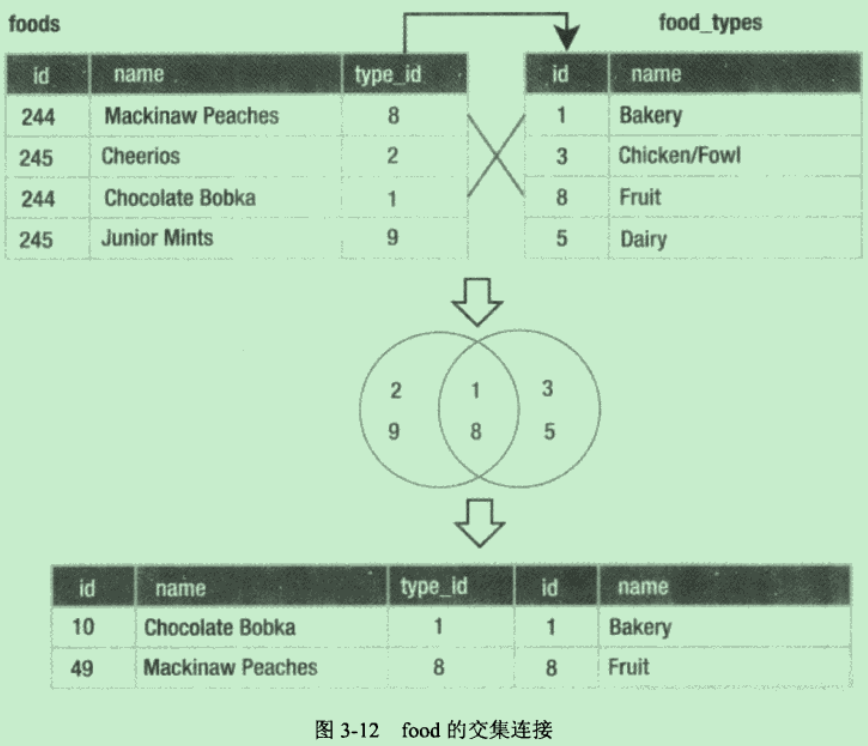 foods food_types
id name type_id id name
244 Mackinaw Peaches 8 1 Bakery
245 Cheerios 2 3 Chicken/Fowl
244 Chocolate Bobka 1 8 Fruit
245 Junior Mints 9 5 Dairy
2 1 3
9 8 5
id name type_id id name
10 Chocolate Bobka 1 1 Bakery
49 Mackinaw Peaches 8 8 Fruit
图 3-12 food 的交集连接